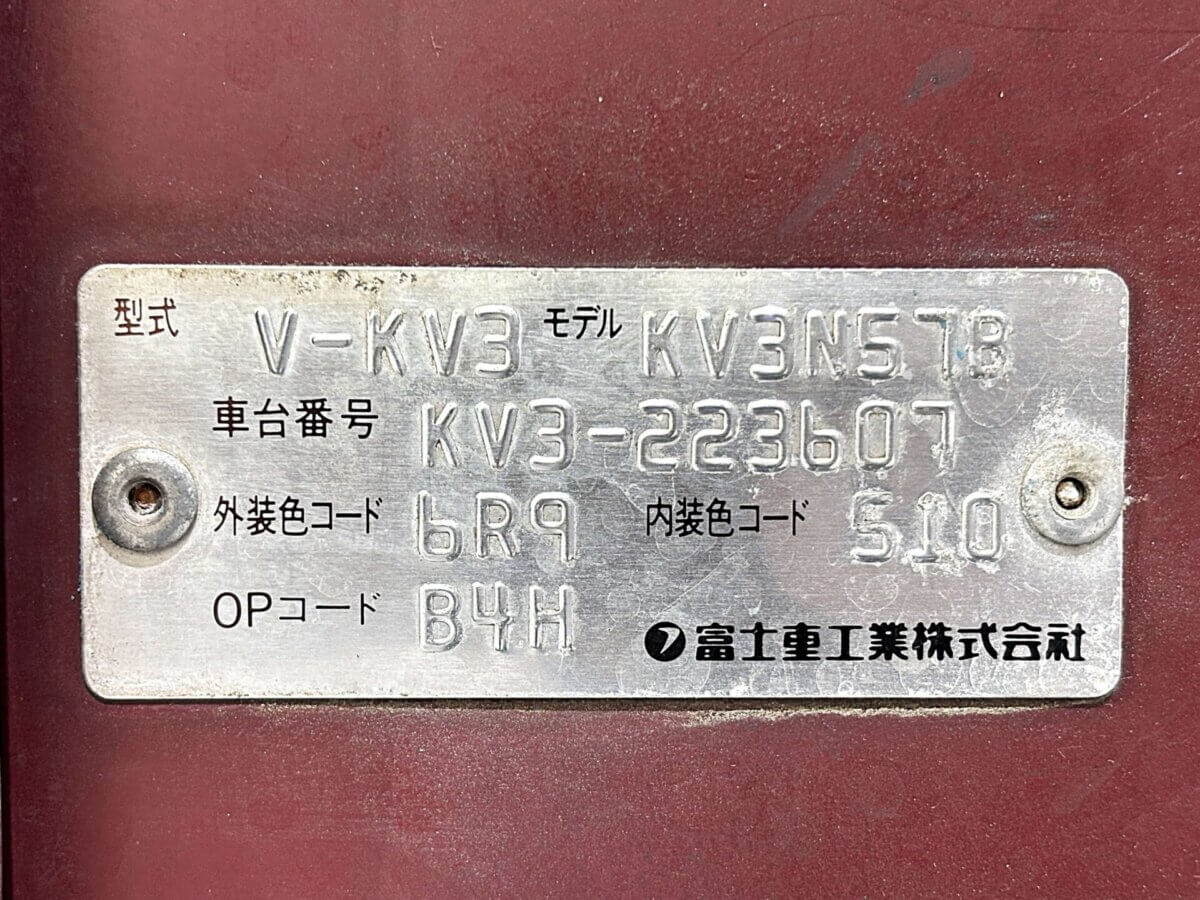 型式 V-KV3 モデル KV3N57B
車台番号 KV3-223607
外装色コード 6R9 内装色コード 510
OPコード B4H
富士重工業株式会社